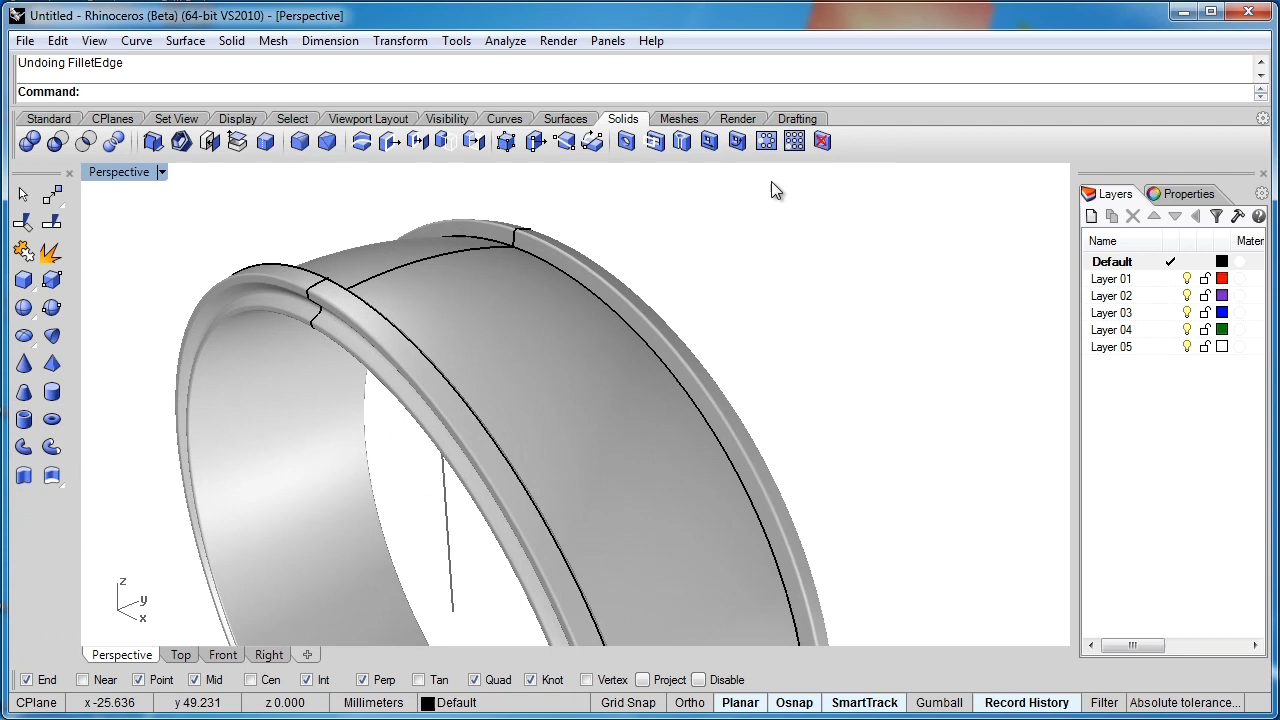 Untitled - Rhinoceros (Beta) (64-bit VS2010) - [Perspective]
File Edit View Curve Surface Solid Mesh Dimension Transform Tools Analyze Render Panels Help
Undoing FilletEdge
Command:
Standard CPlanes Set View Display Select Viewport Layout Visibility Curves Surfaces Solids Meshes Render Drafting
Perspective
Layers Properties
Name Mater
Default
Layer 01
Layer 02
Layer 03
Layer 04
Layer 05
z
y
x
Perspective Top Front Right
End Near Point Mid Cen Int Perp Tan Quad Knot Vertex Project Disable
CPlane x -25.636 y 49.231 z 0.000 Millimeters Default Grid Snap Ortho Planar Osnap SmartTrack Gumball Record History Filter Absolute tolerance...